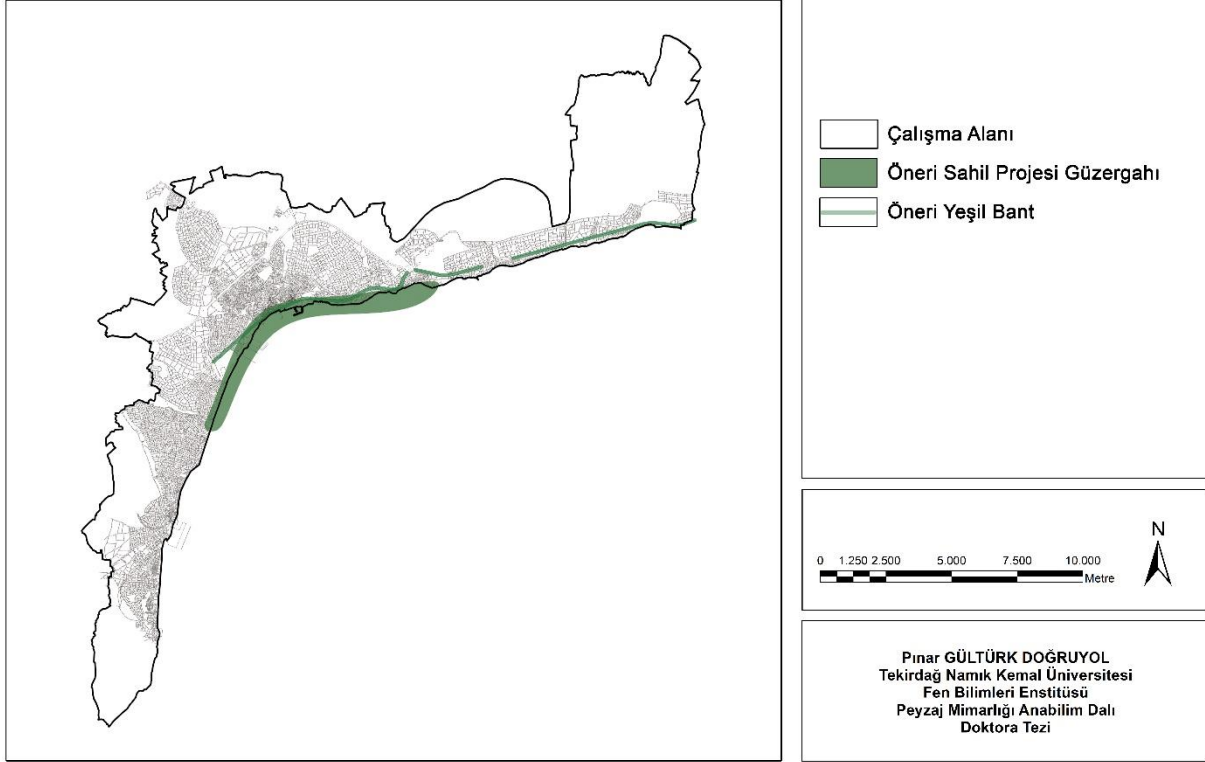 Çalışma Alanı
Öneri Sahil Projesi Güzergahı
Öneri Yeşil Bant
N
0 1.250 2.500 5.000 7.500 10.000
Metre
Pınar GÜLTÜRK DOĞRUYOL
Tekirdağ Namık Kemal Üniversitesi
Fen Bilimleri Enstitüsü
Peyzaj Mimarlığı Anabilim Dalı
Doktora Tezi